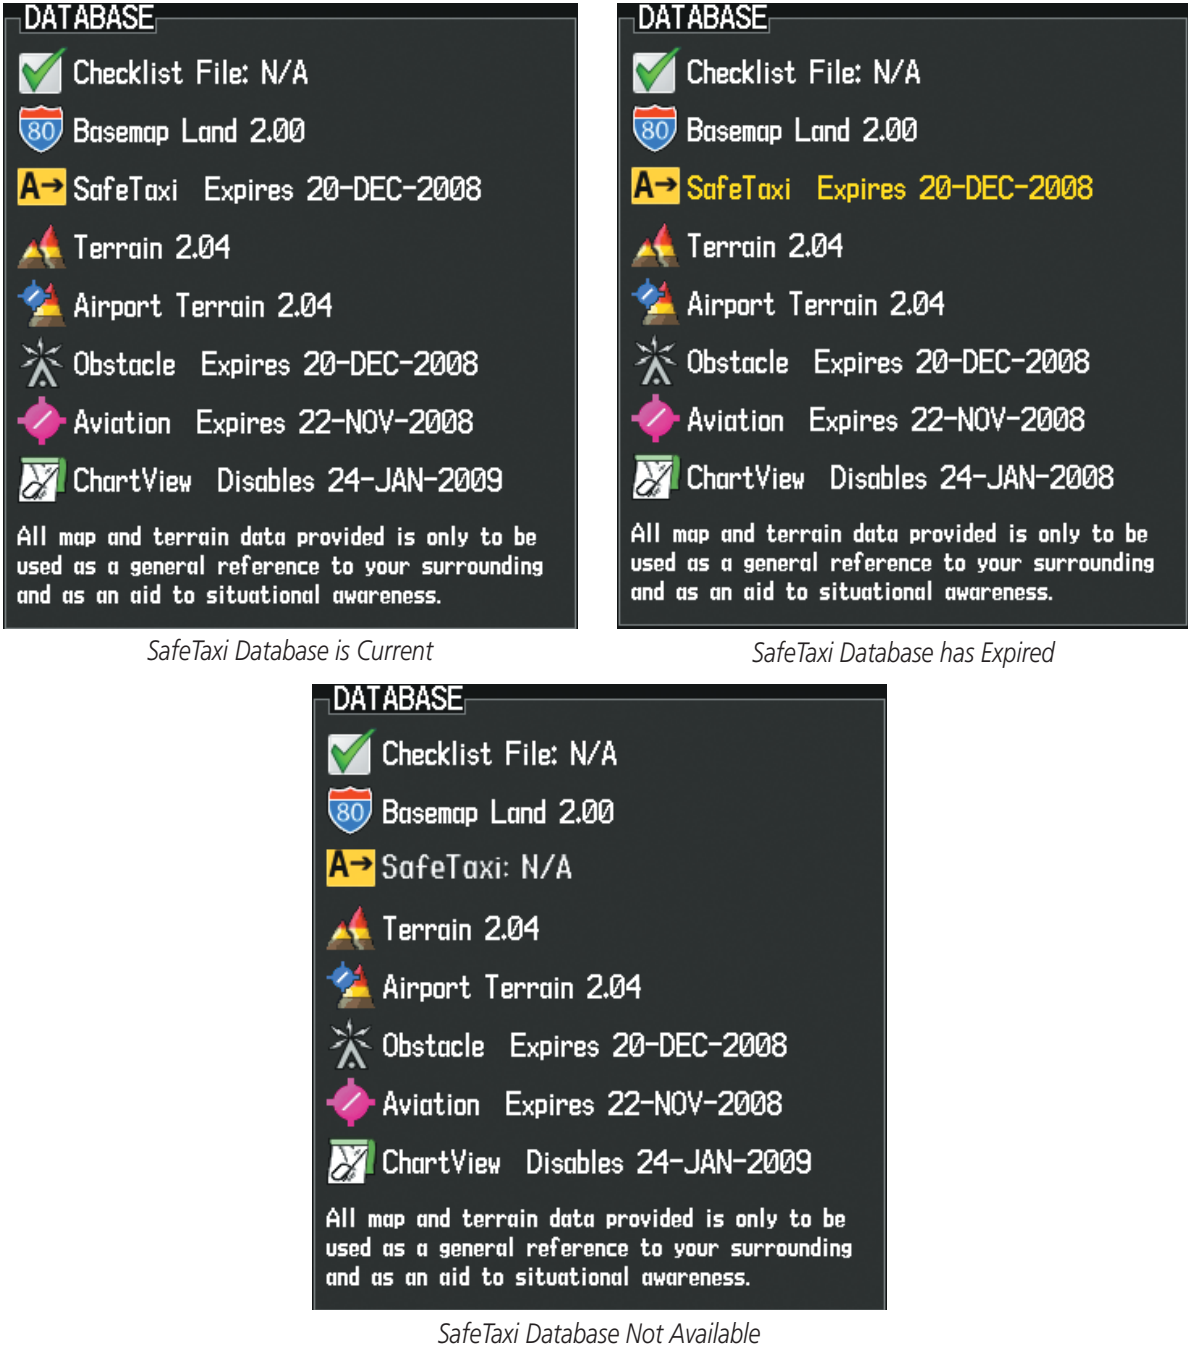 DATABASE
Checklist File: N/A
80
Basemap Land 2.00
A→
SafeTaxi Expires 20-DEC-2008
Terrain 2.04
Airport Terrain 2.04
Obstacle Expires 20-DEC-2008
Aviation Expires 22-NOV-2008
ChartView Disables 24-JAN-2009
All map and terrain data provided is only to be
used as a general reference to your surrounding
and as an aid to situational awareness.
SafeTaxi Database is Current
DATABASE
Checklist File: N/A
80
Basemap Land 2.00
A→
SafeTaxi Expires 20-DEC-2008
Terrain 2.04
Airport Terrain 2.04
Obstacle Expires 20-DEC-2008
Aviation Expires 22-NOV-2008
ChartView Disables 24-JAN-2008
All map and terrain data provided is only to be
used as a general reference to your surrounding
and as an aid to situational awareness.
SafeTaxi Database has Expired
DATABASE
Checklist File: N/A
80
Basemap Land 2.00
A→
SafeTaxi: N/A
Terrain 2.04
Airport Terrain 2.04
Obstacle Expires 20-DEC-2008
Aviation Expires 22-NOV-2008
ChartView Disables 24-JAN-2009
All map and terrain data provided is only to be
used as a general reference to your surrounding
and as an aid to situational awareness.
SafeTaxi Database Not Available